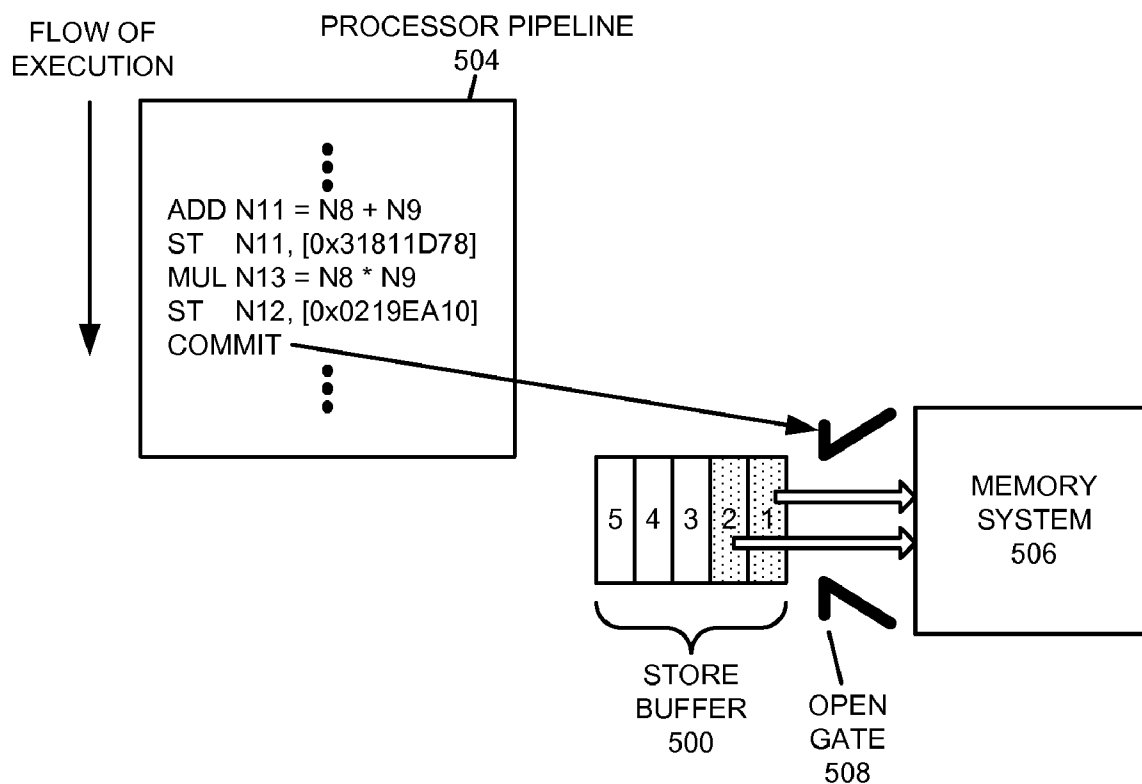 FLOW OF
EXECUTION
PROCESSOR PIPELINE
504
ADD N11 = N8 + N9
ST N11, [0x31811D78]
MUL N13 = N8 * N9
ST N12, [0x0219EA10]
COMMIT
5 4 3 2 1
MEMORY
SYSTEM
506
STORE
BUFFER
500
OPEN
GATE
508